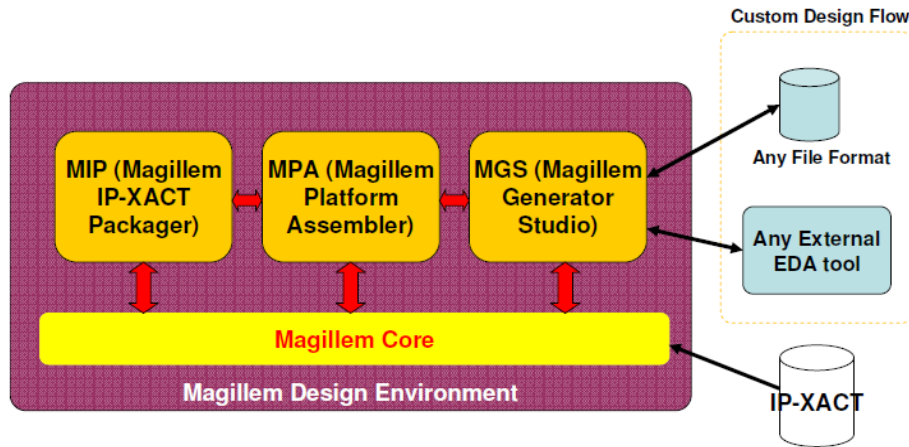 Custom Design Flow
MIP (Magillem
IP-XACT
Packager)
MPA (Magillem
Platform
Assembler)
MGS (Magillem
Generator
Studio)
Any File Format
Any External
EDA tool
Magillem Core
Magillem Design Environment
IP-XACT